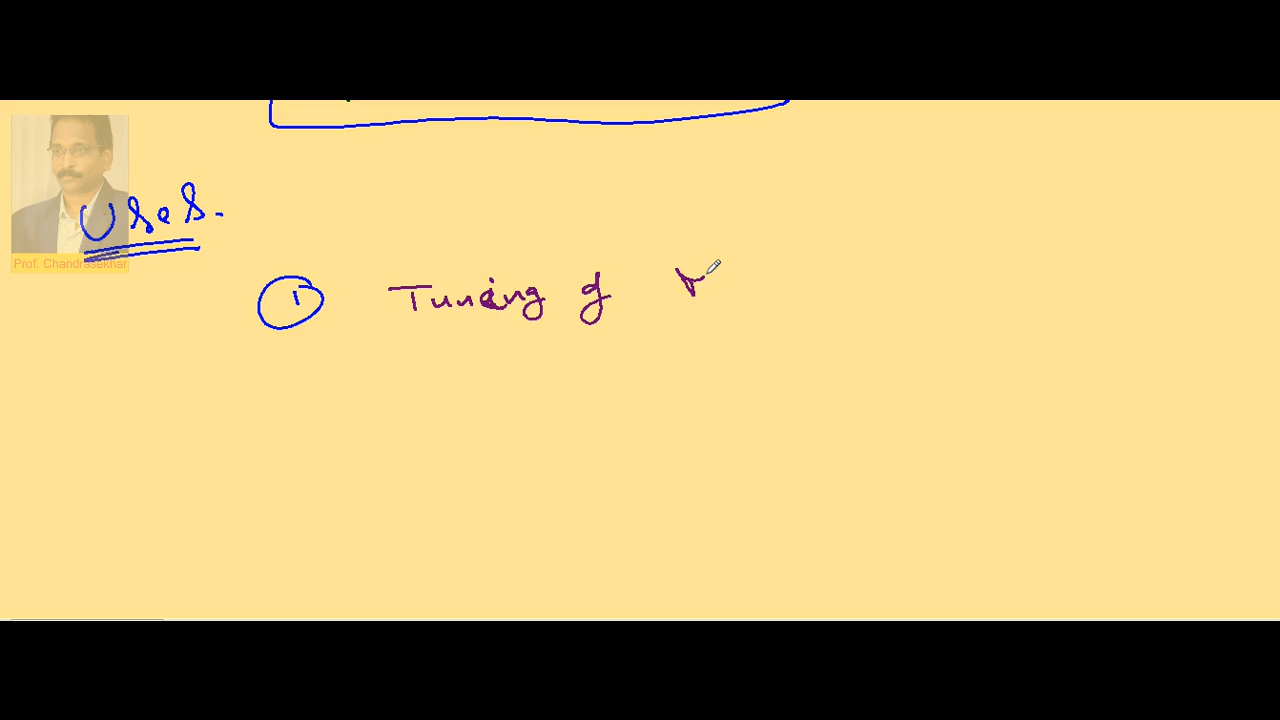 Uses.
Prof. Chandrasekhar
1 Tuning of r